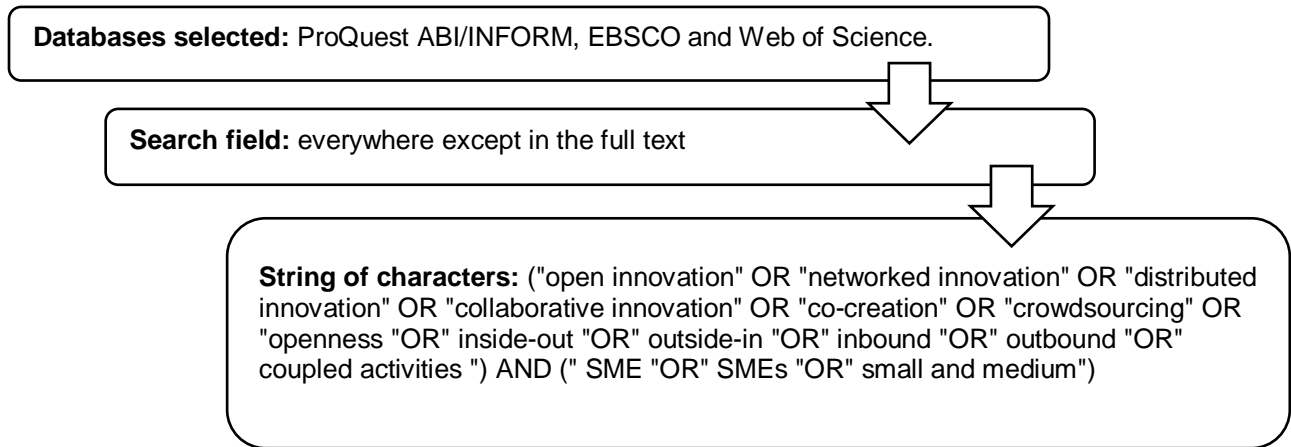 Databases selected: ProQuest ABI/INFORM, EBSCO and Web of Science.
Search field: everywhere except in the full text
String of characters: ("open innovation" OR "networked innovation" OR "distributed
innovation" OR "collaborative innovation" OR "co-creation" OR "crowdsourcing" OR
"openness "OR" inside-out "OR" outside-in "OR" inbound "OR" outbound "OR"
coupled activities ") AND (" SME "OR" SMEs "OR" small and medium")